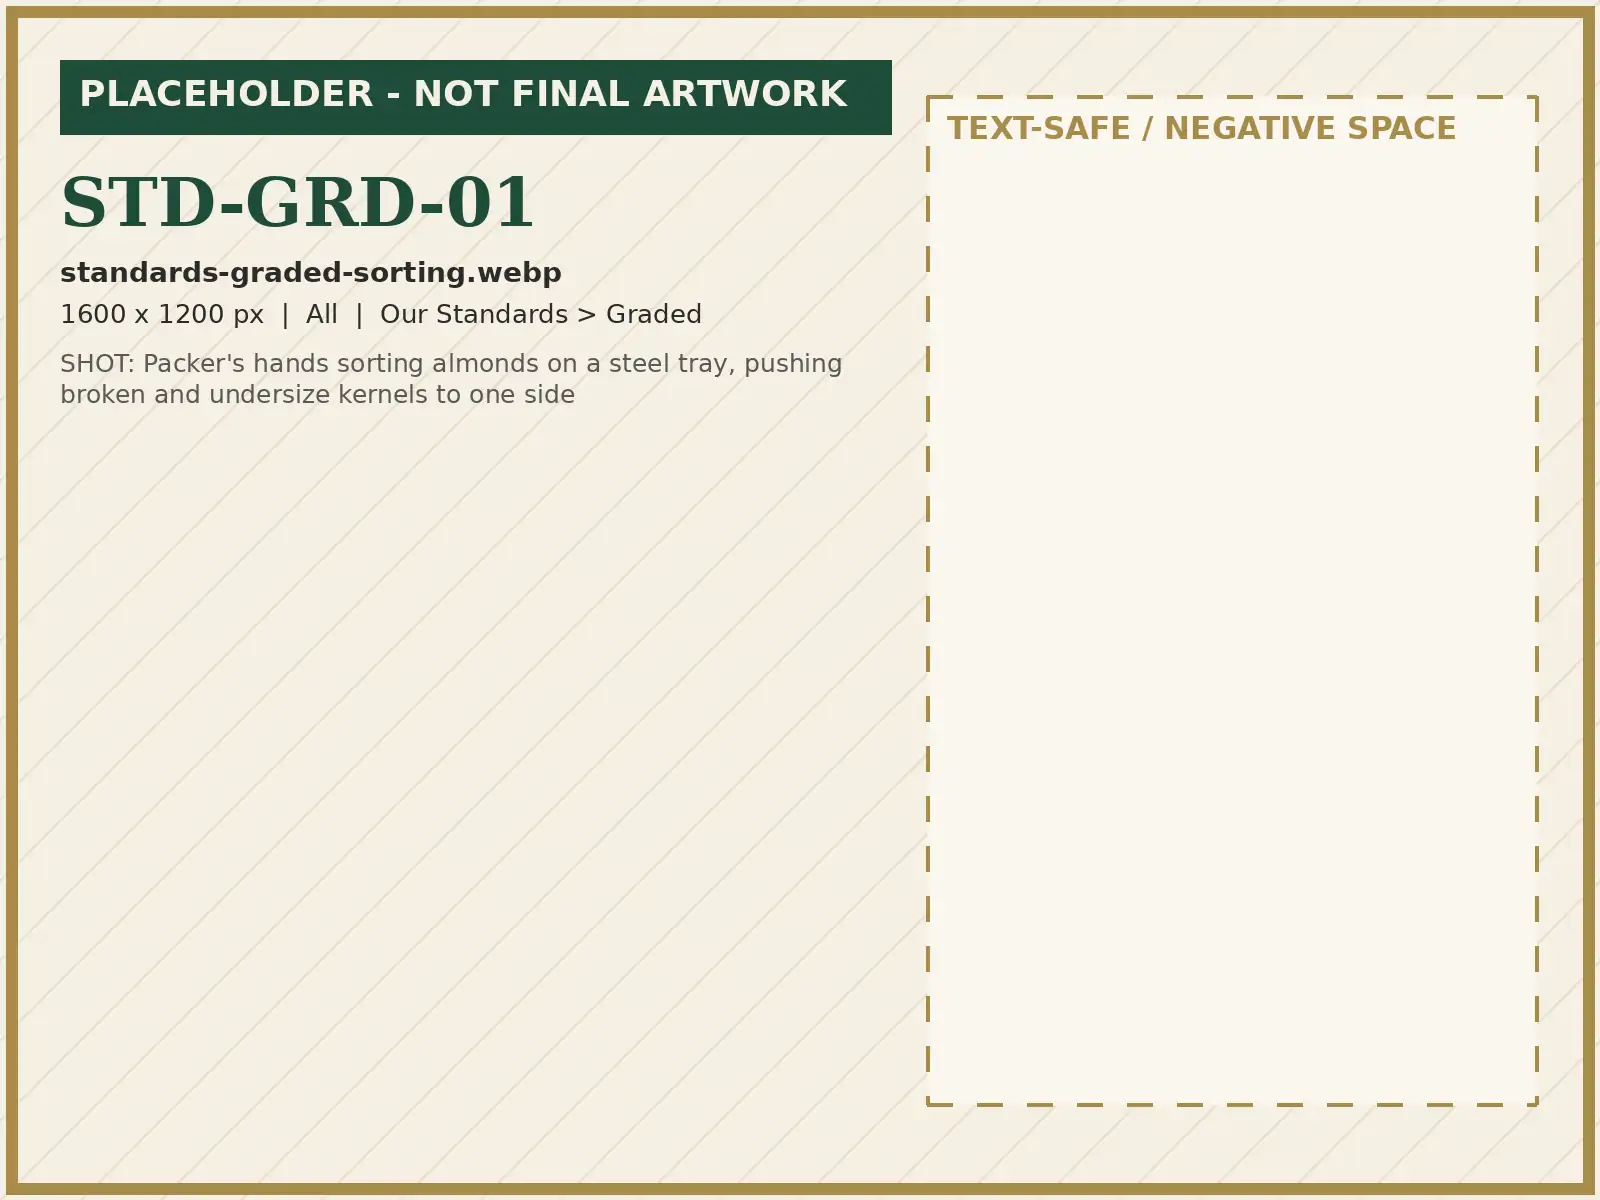 PLACEHOLDER - NOT FINAL ARTWORK
STD-GRD-01
standards-graded-sorting.webp
1600 x 1200 px | All | Our Standards > Graded
SHOT: Packer's hands sorting almonds on a steel tray, pushing
broken and undersize kernels to one side
TEXT-SAFE / NEGATIVE SPACE